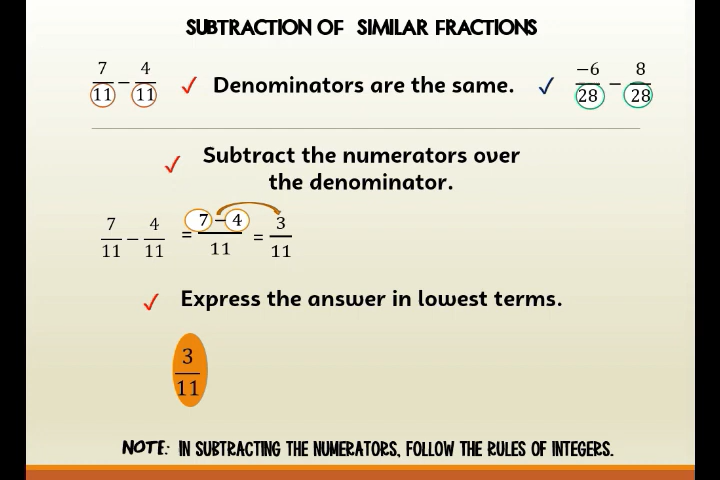 SUBTRACTION OF SIMILAR FRACTIONS
7/11 − 4/11 ✓ Denominators are the same. ✓ −6/28 − 8/28
✓ Subtract the numerators over
the denominator.
7/11 − 4/11 = 7 − 4/11 = 3/11
✓ Express the answer in lowest terms.
3/11
NOTE: IN SUBTRACTING THE NUMERATORS, FOLLOW THE RULES OF INTEGERS.